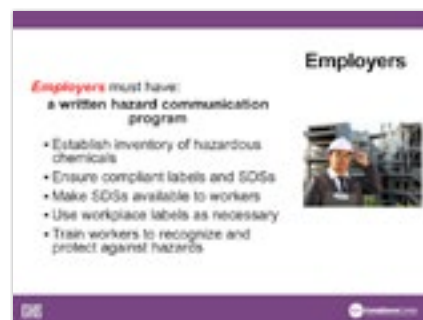 Employers
Employers must have:
a written hazard communication
program
• Establish inventory of hazardous
chemicals
• Ensure compliant labels and SDSs
• Make SDSs available to workers
• Use workplace labels as necessary
• Train workers to recognize and
protect against hazards